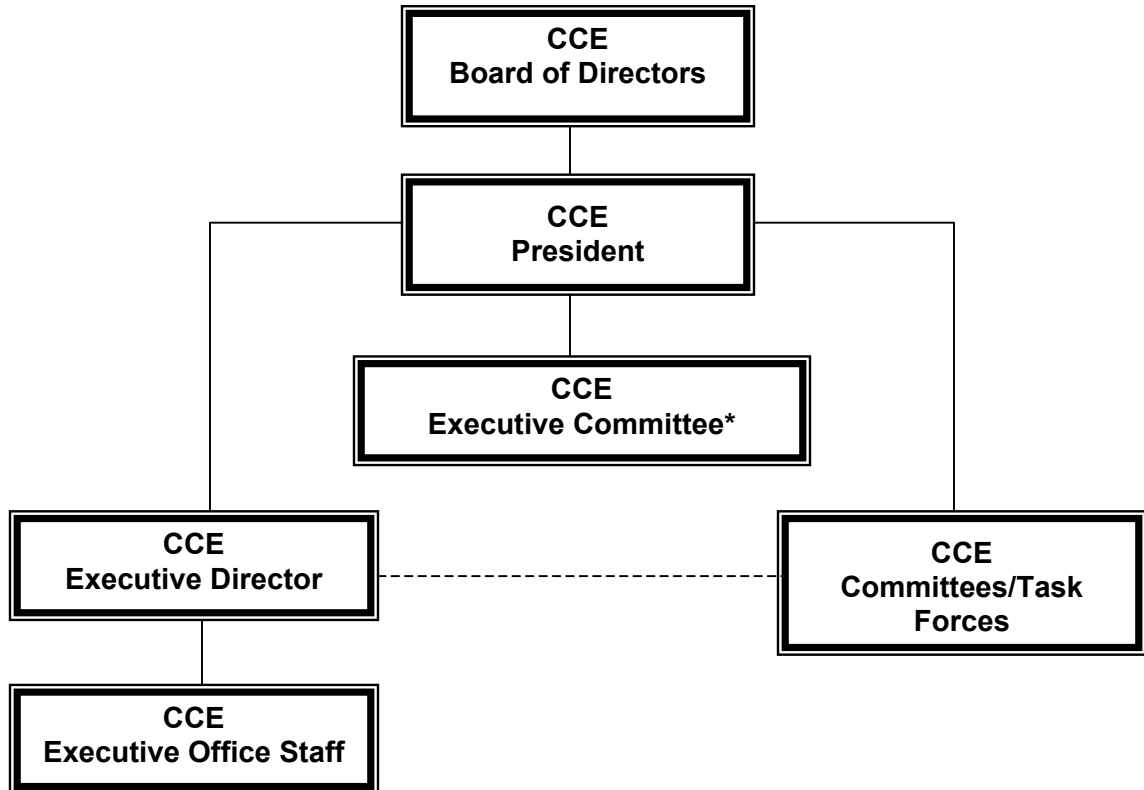 CCE
Board of Directors
CCE
President
CCE
Executive Committee*
CCE
Executive Director
CCE
Committees/Task
Forces
CCE
Executive Office Staff